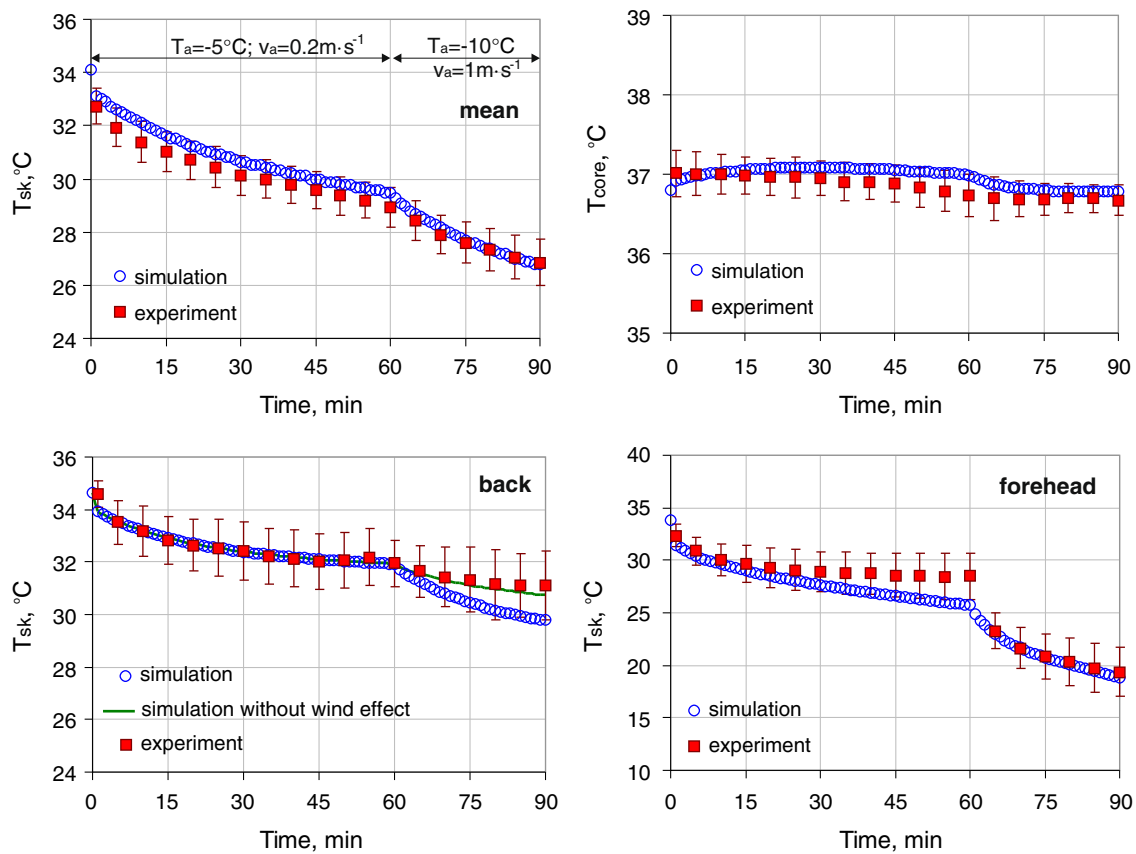 36
34
32
30
28
26
24
Tsk,°C
Ta=-5°C; va=0.2m·s-1
Ta=-10°C
va=1m·s-1
mean
simulation
experiment
0 15 30 45 60 75 90
Time, min
39
38
37
36
35
Tcore, °C
simulation
experiment
0 15 30 45 60 75 90
Time, min
36
34
32
30
28
26
24
Tsk, °C
back
simulation
simulation without wind effect
experiment
0 15 30 45 60 75 90
Time, min
40
35
30
25
20
15
10
Tsk, °C
forehead
simulation
experiment
0 15 30 45 60 75 90
Time, min